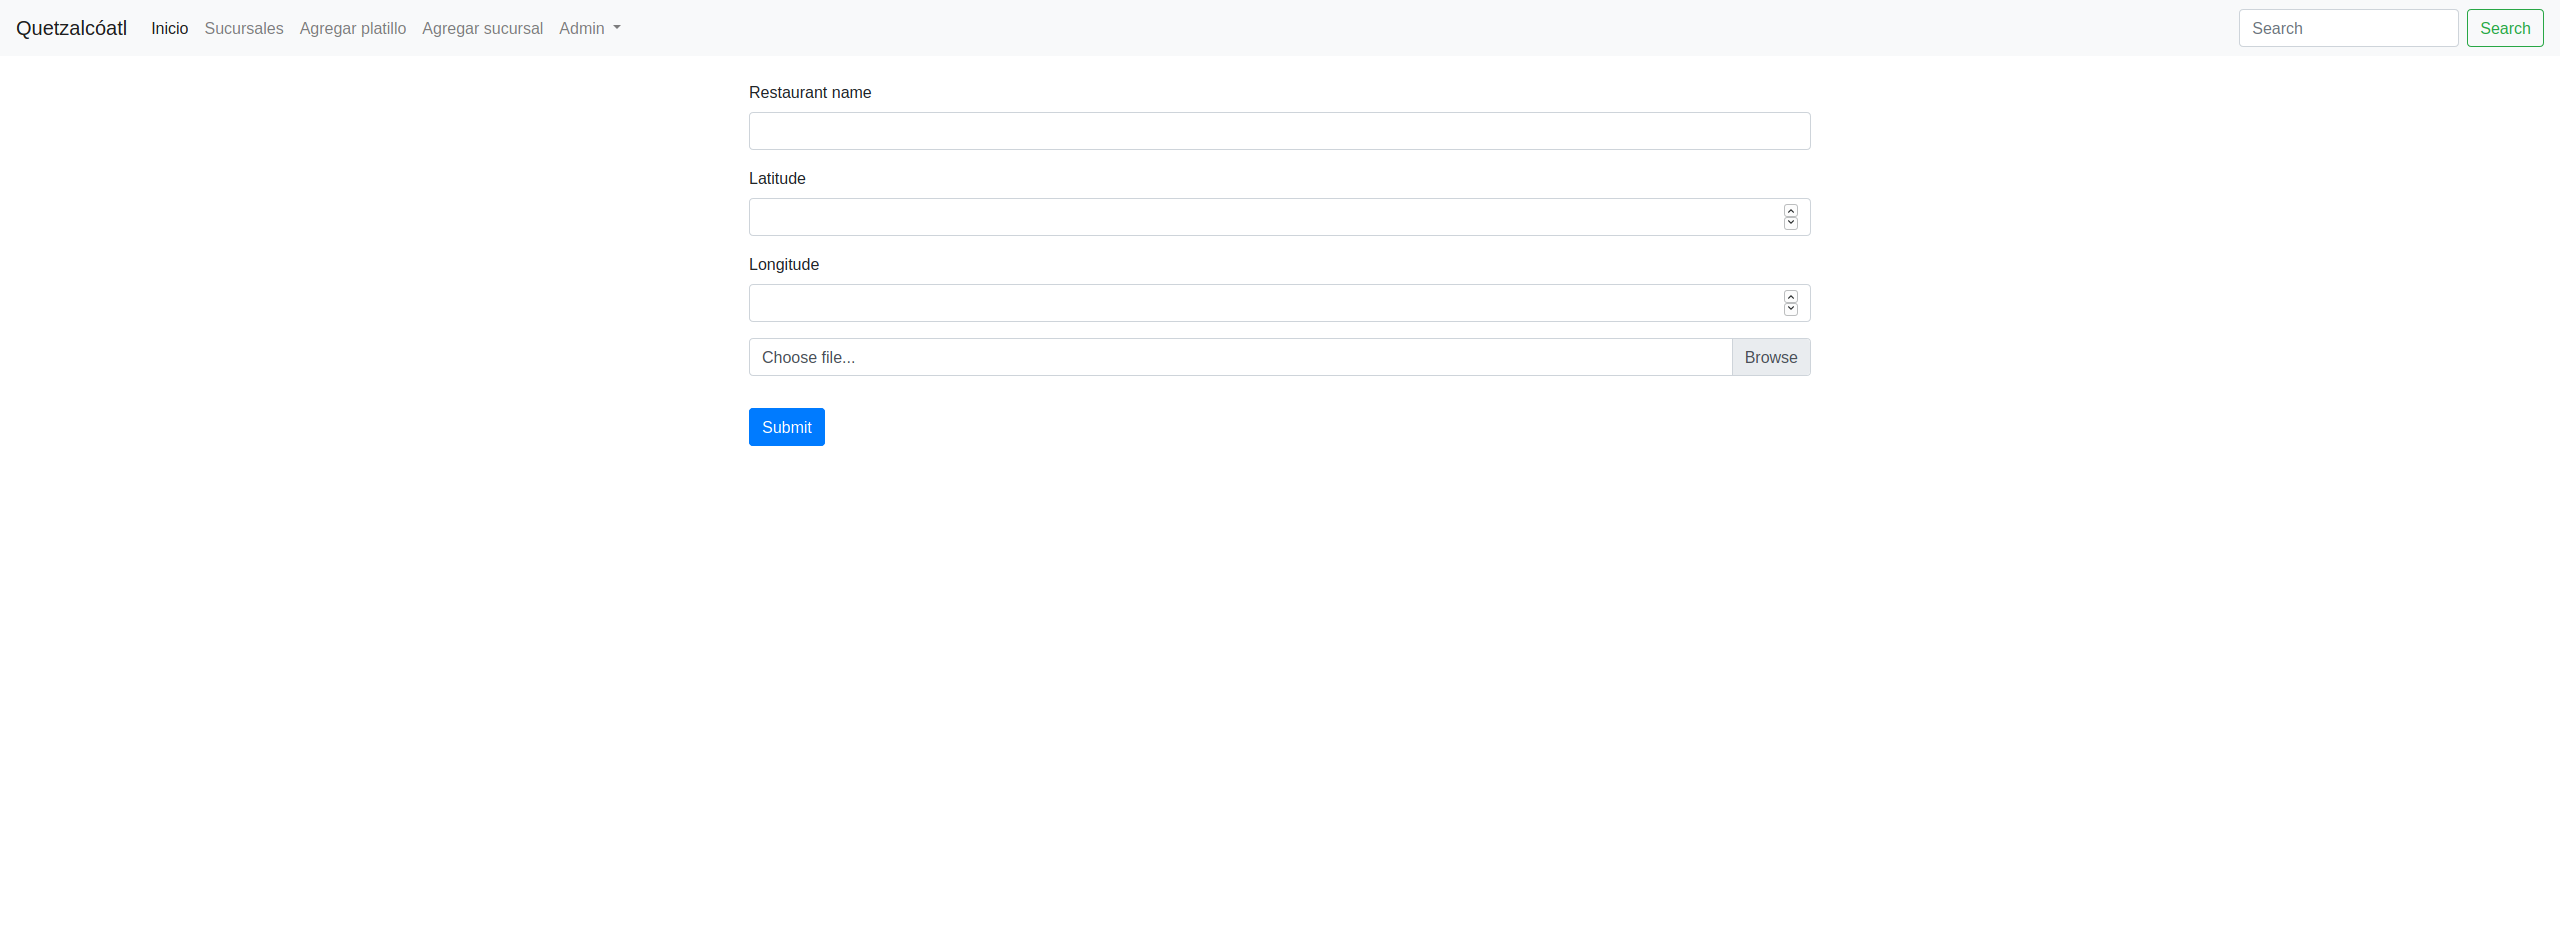 Quetzalcóatl Inicio Sucursales Agregar platillo Agregar sucursal Admin Search Search
Restaurant name
Latitude
Longitude
Choose file... Browse
Submit